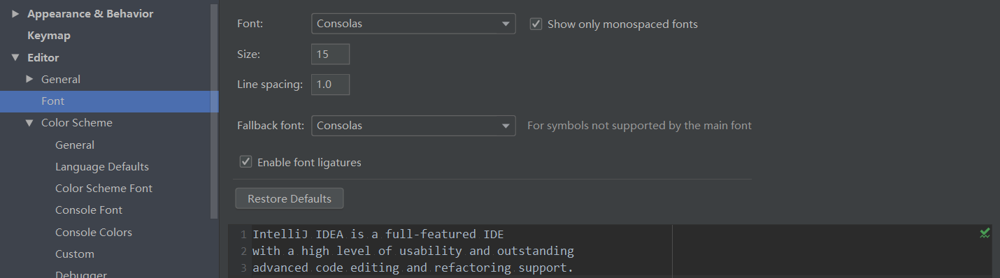 Appearance & Behavior
Keymap
Editor
General
Font
Color Scheme
General
Language Defaults
Color Scheme Font
Console Font
Console Colors
Custom
Debugger
Font: Consolas Show only monospaced fonts
Size: 15
Line spacing: 1.0
Fallback font: Consolas For symbols not supported by the main font
Enable font ligatures
Restore Defaults
1 IntelliJ IDEA is a full-featured IDE
2 with a high level of usability and outstanding
3 advanced code editing and refactoring support.